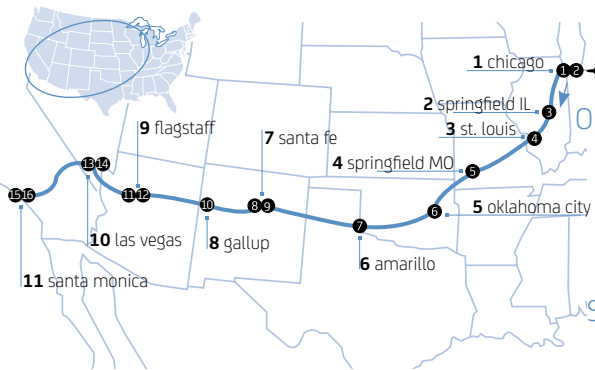 1 chicago
1 2
2 springfield IL
3
3 st. louis
4
9 flagstaff
7 santa fe
4 springfield MO
5
13 14
15 16
11 12
10
8 9
6
5 oklahoma city
7
10 las vegas
8 gallup
6 amarillo
11 santa monica